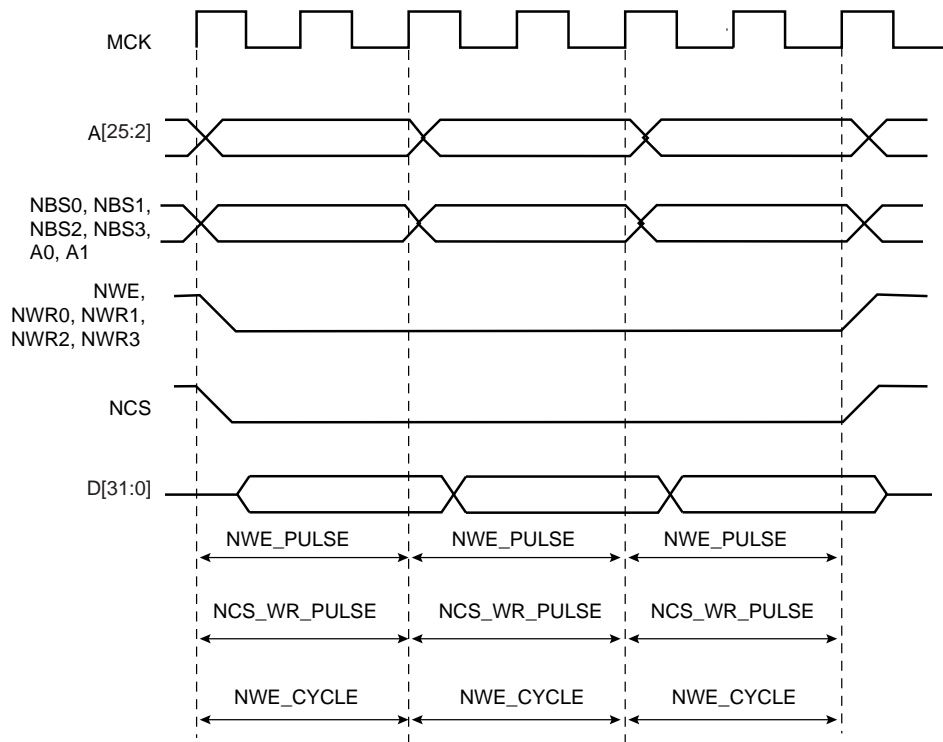 MCK
A[25:2]
NBS0, NBS1,
NBS2, NBS3,
A0, A1
NWE,
NWR0, NWR1,
NWR2, NWR3
NCS
D[31:0]
NWE_PULSE NWE_PULSE NWE_PULSE
NCS_WR_PULSE NCS_WR_PULSE NCS_WR_PULSE
NWE_CYCLE NWE_CYCLE NWE_CYCLE